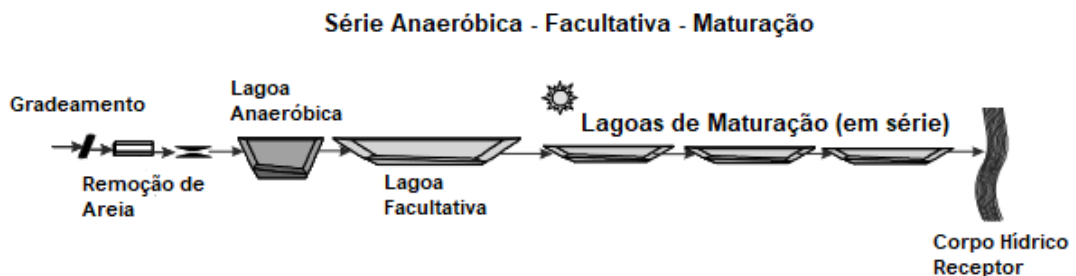 Série Anaeróbica - Facultativa - Maturação
Gradeamento
Lagoa
Anaeróbica
Lagoas de Maturação (em série)
Remoção de
Areia
Lagoa
Facultativa
Corpo Hídrico
Receptor